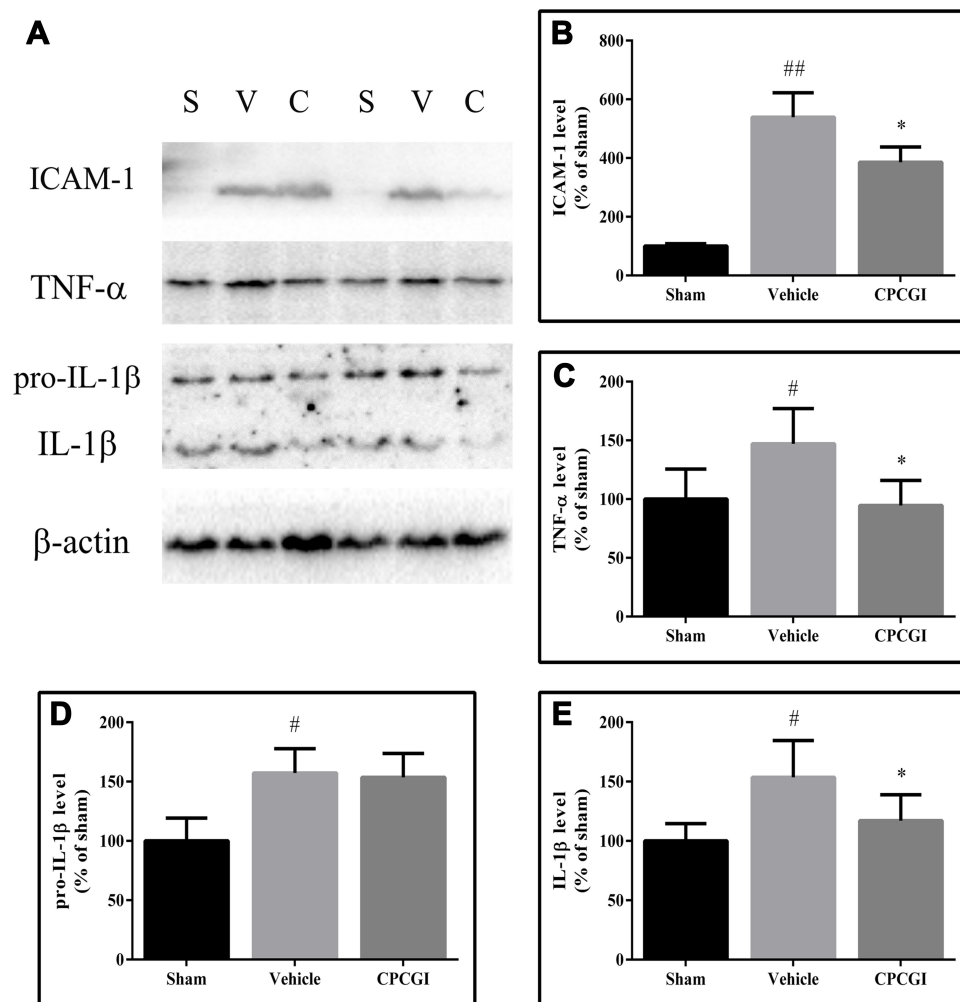 A
S V C S V C
ICAM-1
TNF-α
pro-IL-1β
IL-1β
β-actin
B
ICAM-1 level
(% of sham)
800
600
400
200
0
##
*
Sham Vehicle CPCGI
C
TNF-α level
(% of sham)
200
150
100
50
0
#
*
Sham Vehicle CPCGI
D
pro-IL-1β level
(% of sham)
200
150
100
50
0
#
Sham Vehicle CPCGI
E
IL-1β level
(% of sham)
200
150
100
50
0
#
*
Sham Vehicle CPCGI